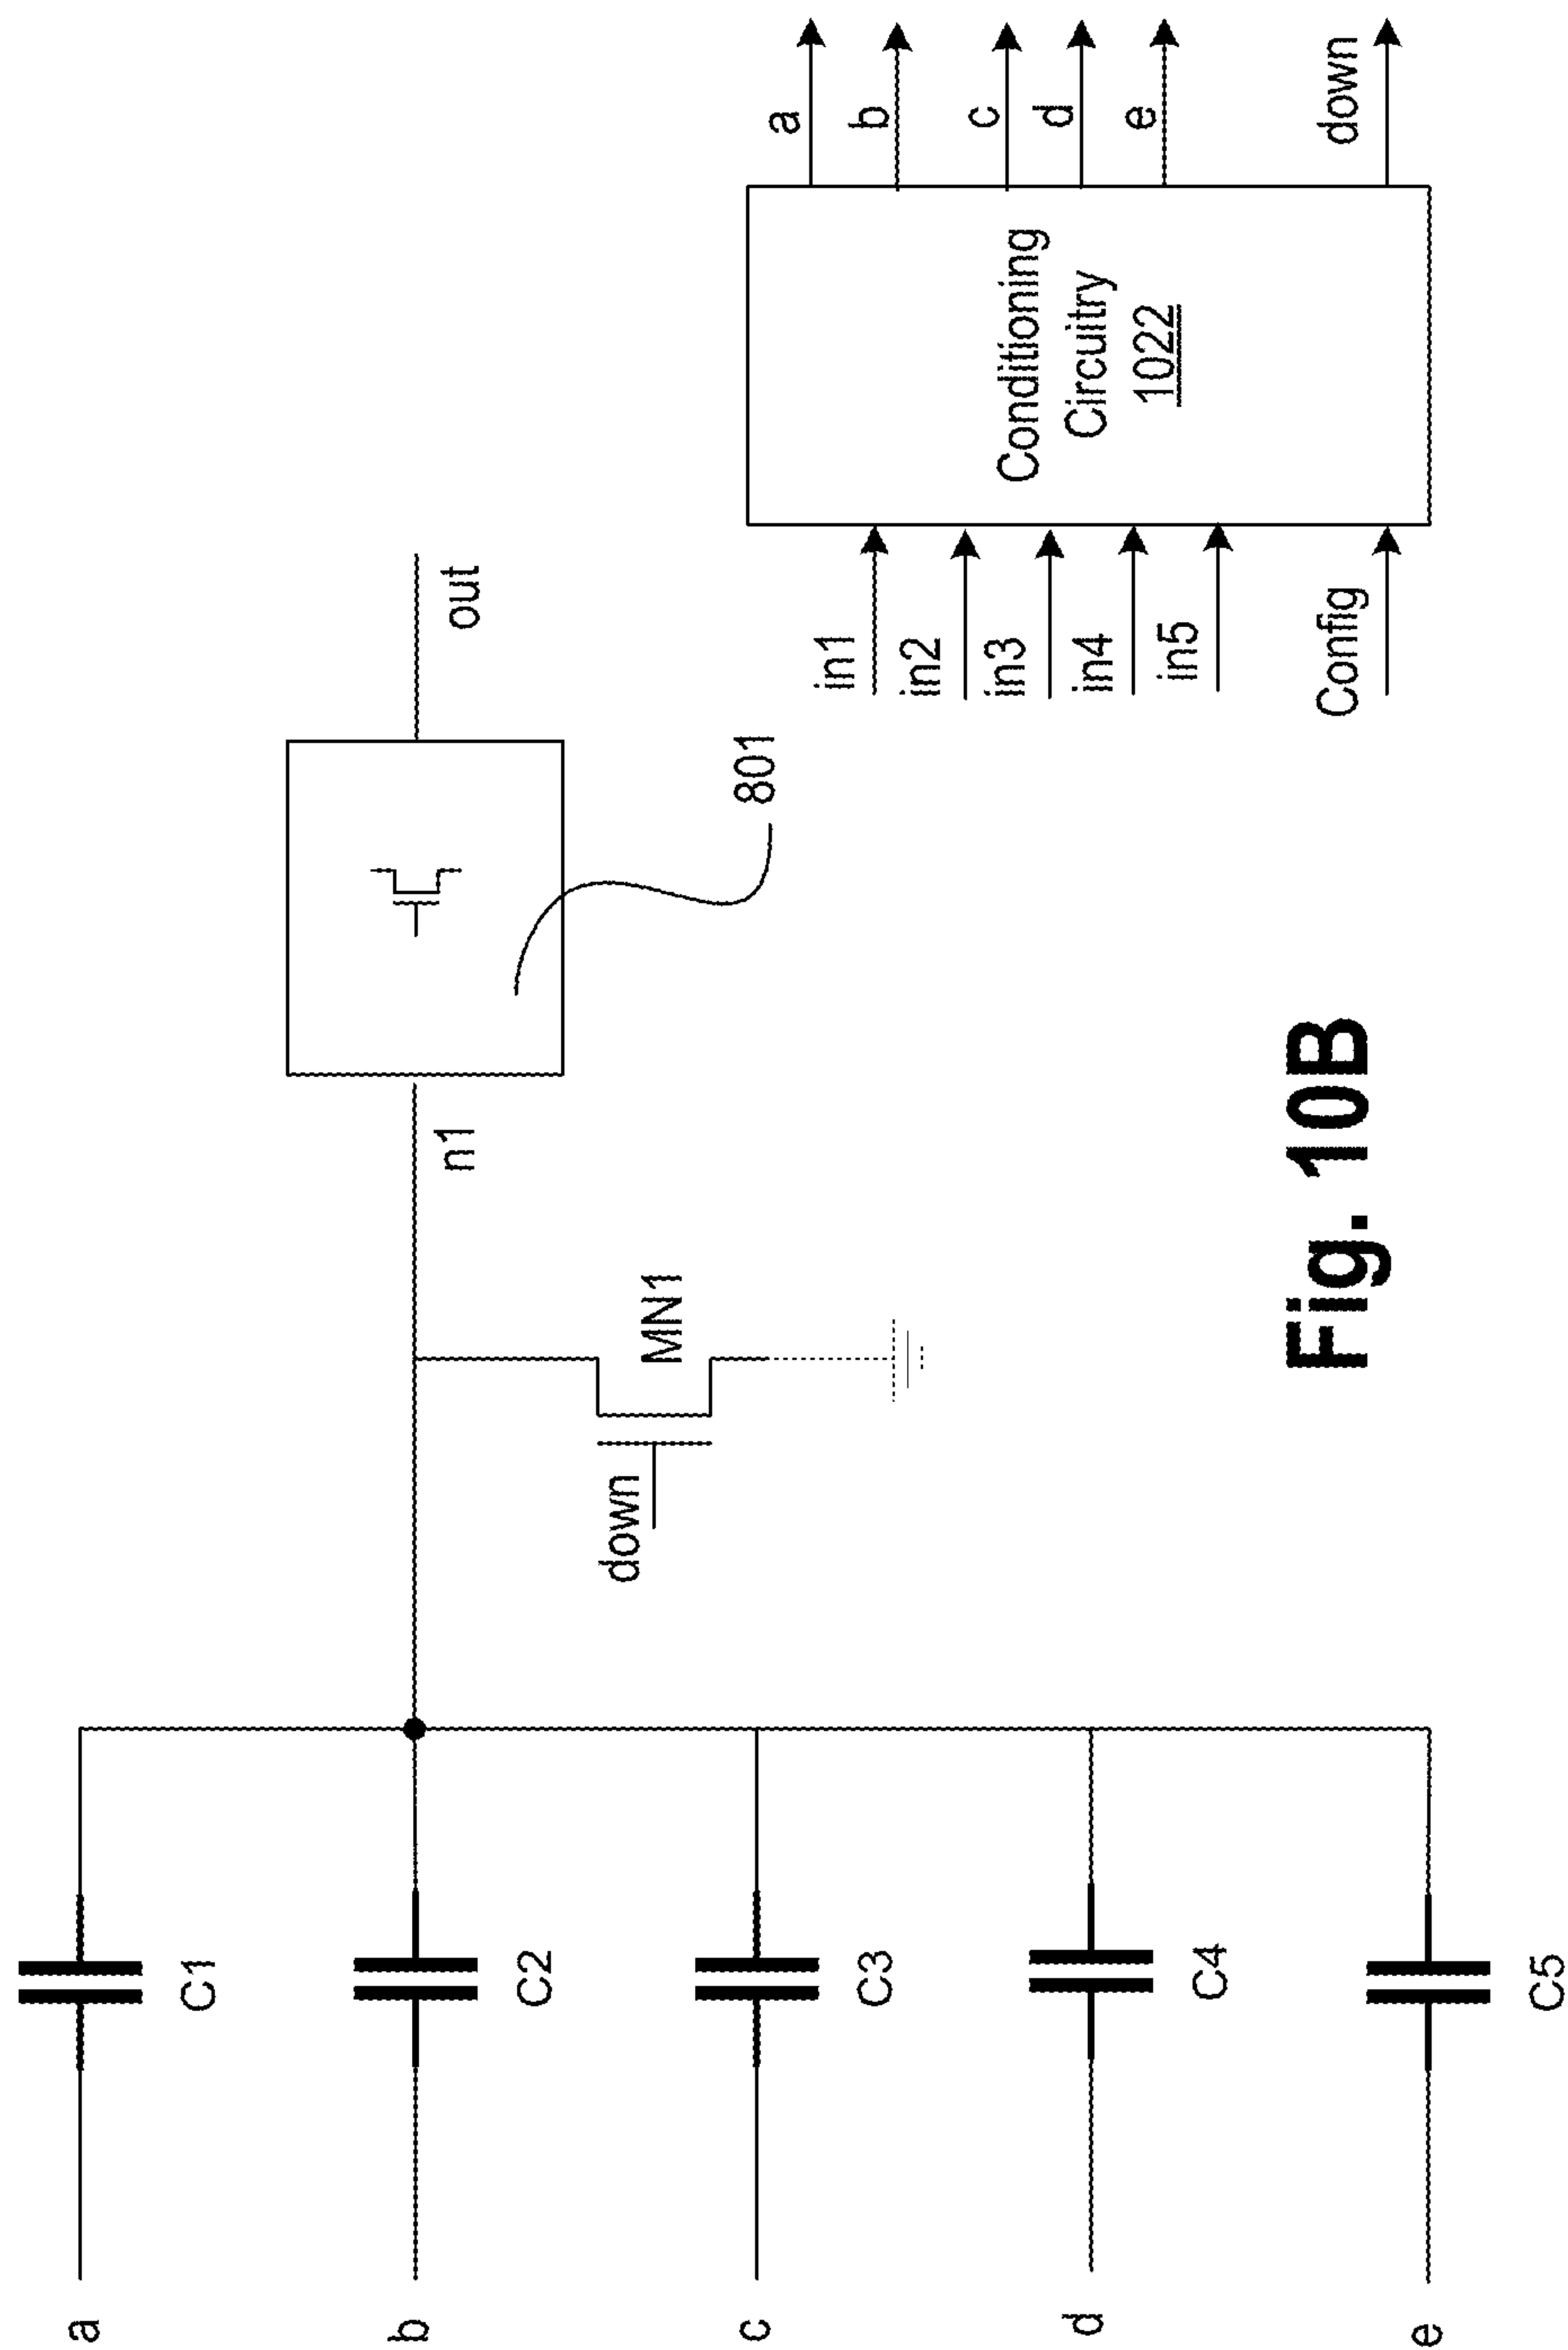 a
C1
b
C2
c
C3
d
C4
e
C5
down
MN1
n1
801
out
in1
in2
in3
in4
in5
Config
Conditioning
Circuitry
1022
a
b
c
d
e
down
Fig. 10B